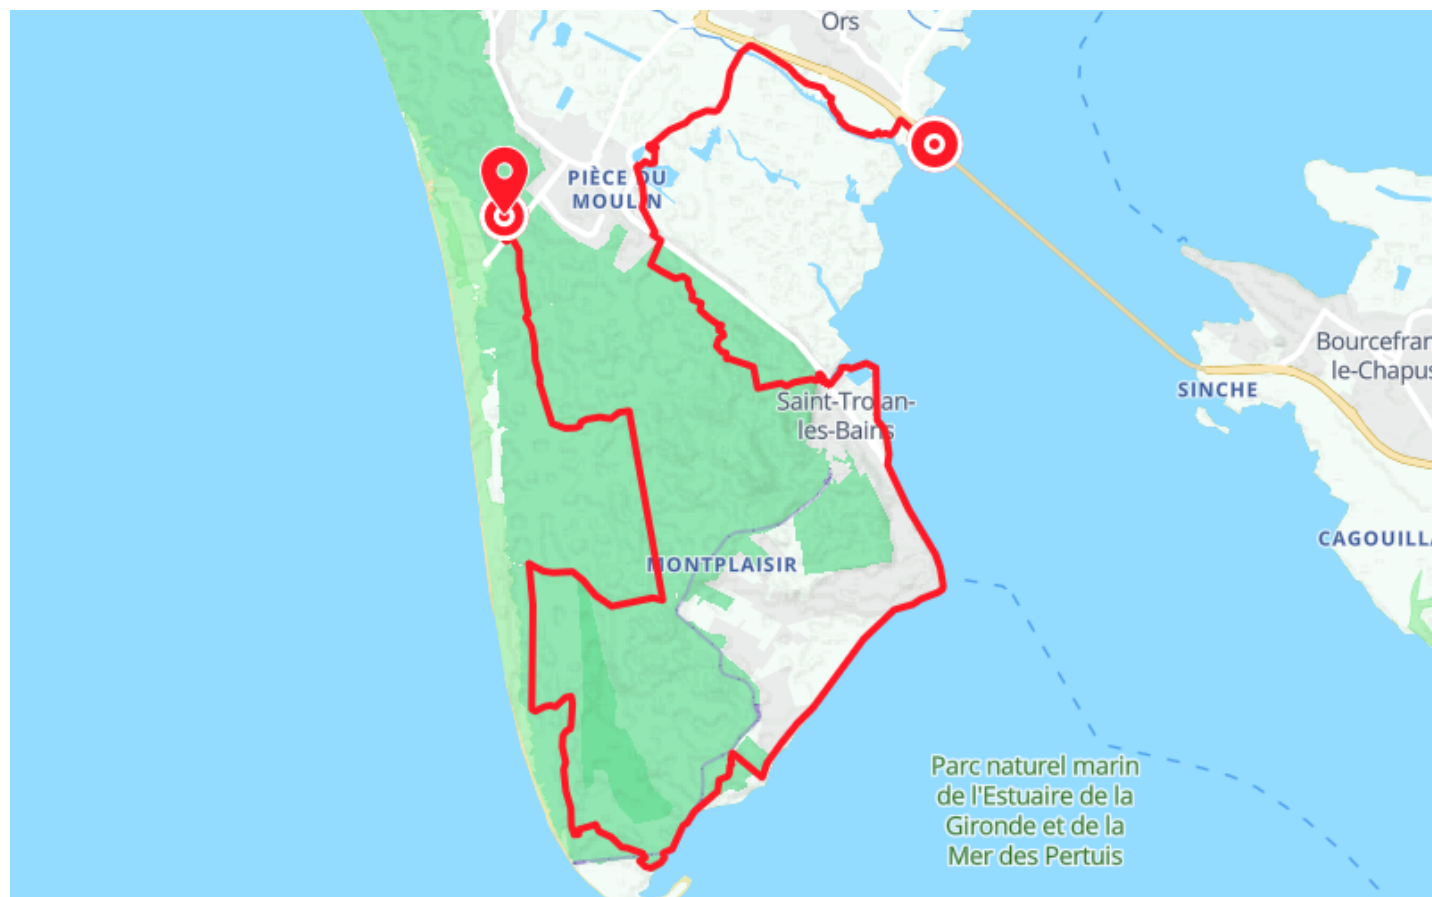 Ors
PIÈCE DU
MOULIN
Bourcefran
le-Chapus
SINCHE
Saint-Trojan-
les-Bains
CAGOUILLA
MONTPLAISIR
Parc naturel marin
de l'Estuaire de la
Gironde et de la
Mer des Pertuis